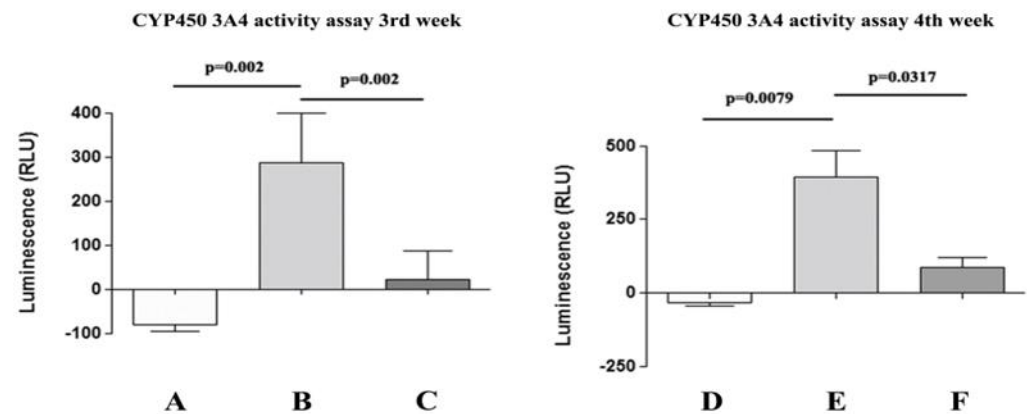 CYP450 3A4 activity assay 3rd week
p=0.002
p=0.002
Luminescence (RLU)
400
300
200
100
0
-100
A B C
CYP450 3A4 activity assay 4th week
p=0.0079
p=0.0317
Luminescence (RLU)
500
250
0
-250
D E F